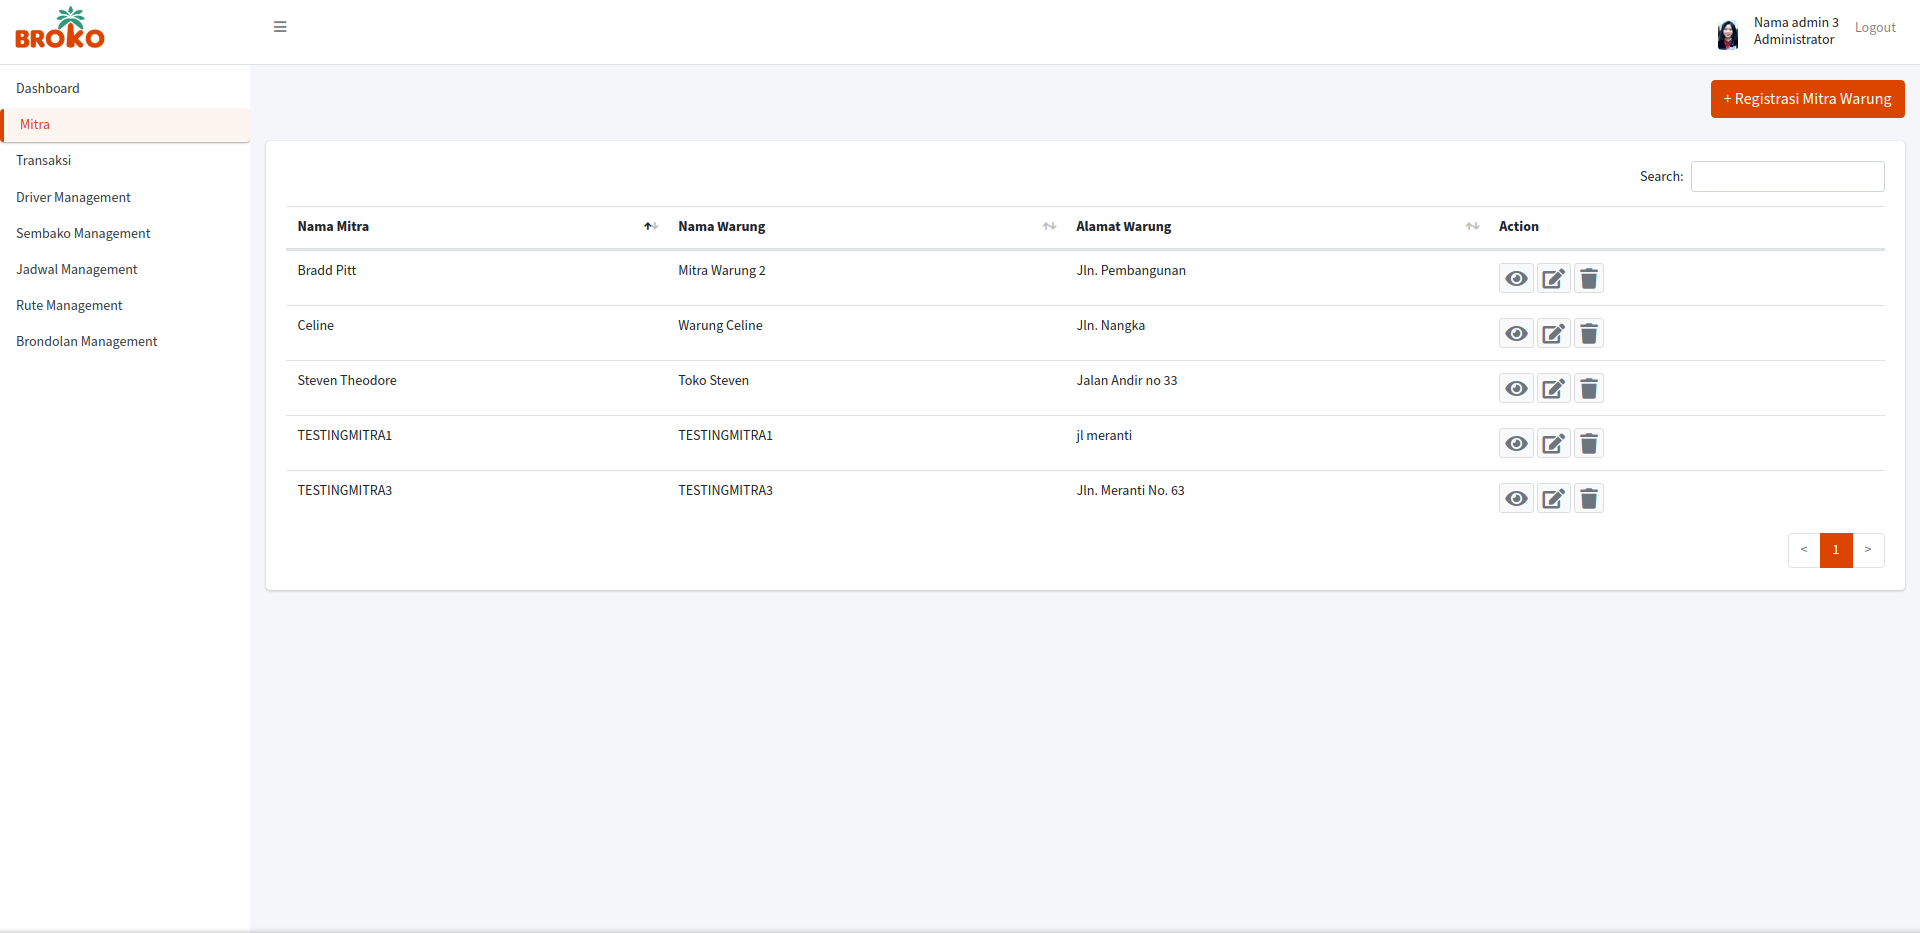 BROKO
Nama admin 3
Administrator
Logout
Dashboard
Mitra
Transaksi
Driver Management
Sembako Management
Jadwal Management
Rute Management
Brondolan Management
+ Registrasi Mitra Warung
Search:
Nama Mitra Nama Warung Alamat Warung Action
Bradd Pitt Mitra Warung 2 Jln. Pembangunan
Celine Warung Celine Jln. Nangka
Steven Theodore Toko Steven Jalan Andir no 33
TESTINGMITRA1 TESTINGMITRA1 jl meranti
TESTINGMITRA3 TESTINGMITRA3 Jln. Meranti No. 63
< 1 >